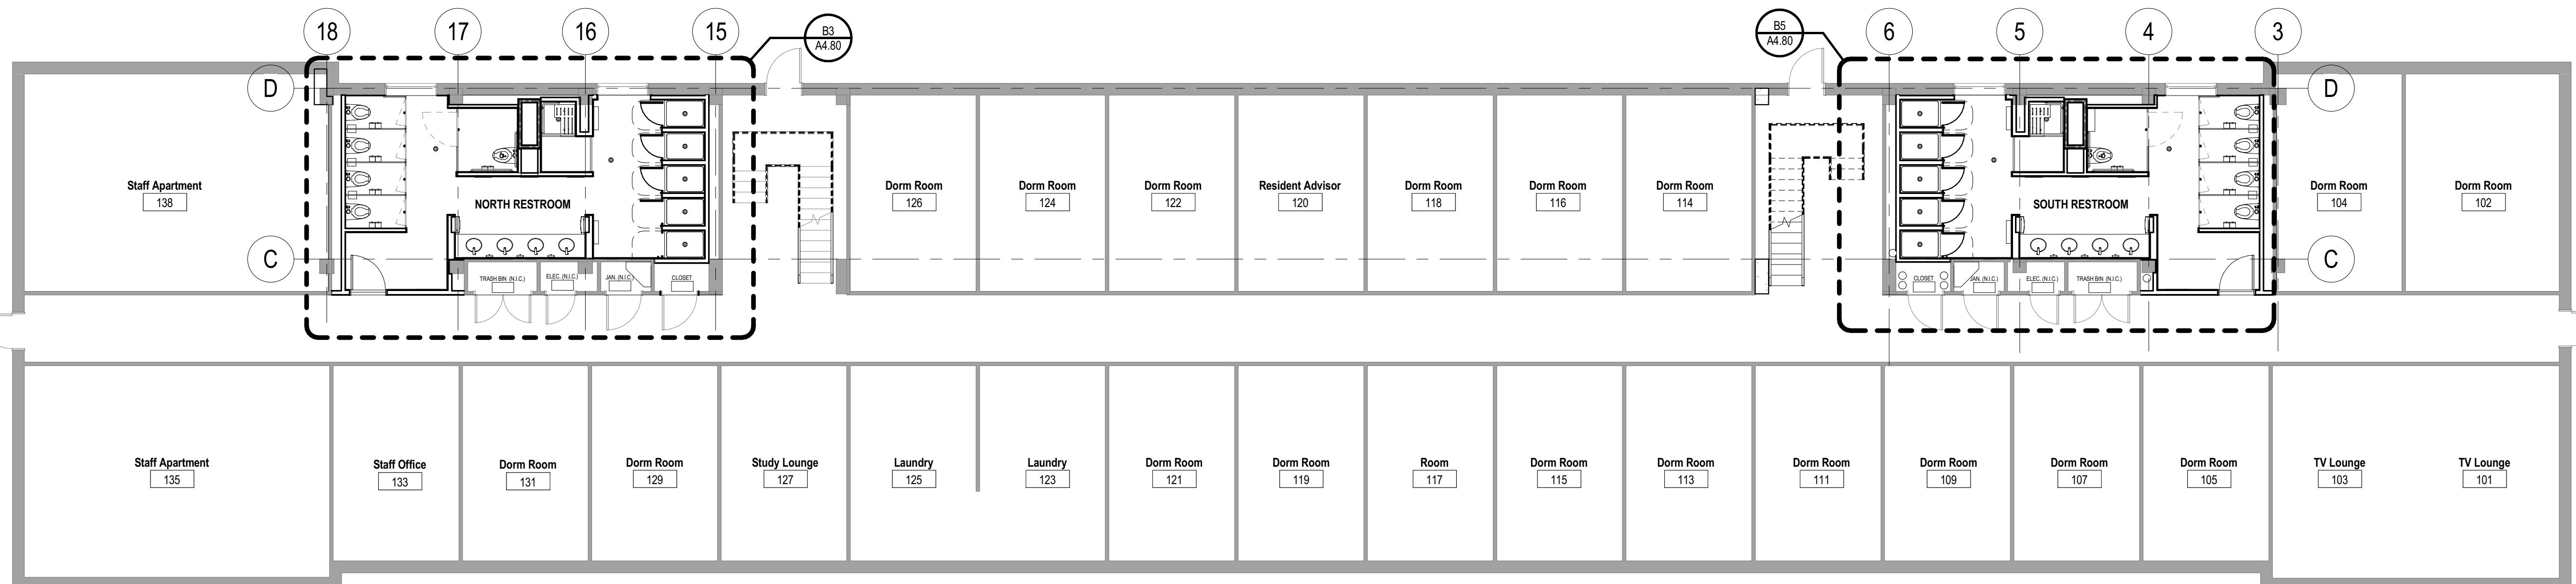 18
17
16
15
B3
A4.80
B5
A4.80
6
5
4
3
D
D
Staff Apartment
138
NORTH RESTROOM
Dorm Room
126
Dorm Room
124
Dorm Room
122
Resident Advisor
120
Dorm Room
118
Dorm Room
116
Dorm Room
114
SOUTH RESTROOM
Dorm Room
104
Dorm Room
102
C
C
TRASH BIN (N.I.C.)
ELEC. (N.I.C.)
JAN. (N.I.C.)
CLOSET
CLOSET
JAN. (N.I.C.)
ELEC. (N.I.C.)
TRASH BIN (N.I.C.)
Staff Apartment
135
Staff Office
133
Dorm Room
131
Dorm Room
129
Study Lounge
127
Laundry
125
Laundry
123
Dorm Room
121
Dorm Room
119
Room
117
Dorm Room
115
Dorm Room
113
Dorm Room
111
Dorm Room
109
Dorm Room
107
Dorm Room
105
TV Lounge
103
TV Lounge
101